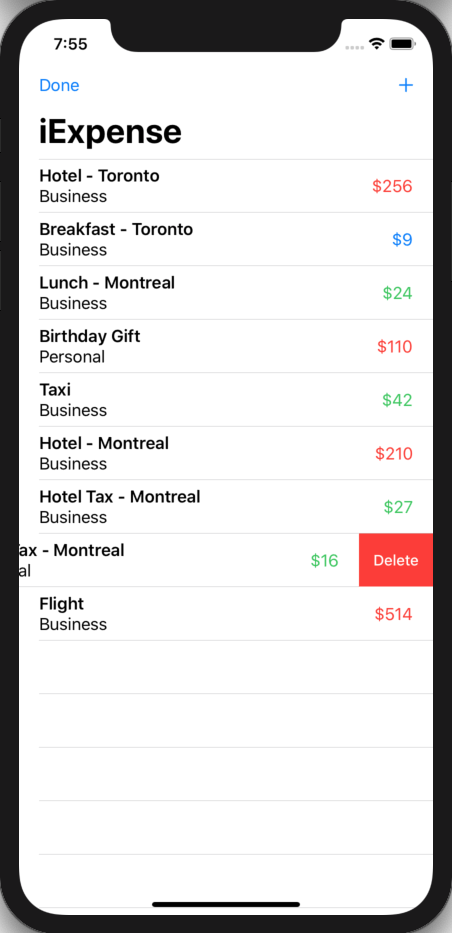 7:55
Done +
iExpense
Hotel - Toronto
Business
$256
Breakfast - Toronto
Business
$9
Lunch - Montreal
Business
$24
Birthday Gift
Personal
$110
Taxi
Business
$42
Hotel - Montreal
Business
$210
Hotel Tax - Montreal
Business
$27
ax - Montreal
al
$16
Delete
Flight
Business
$514